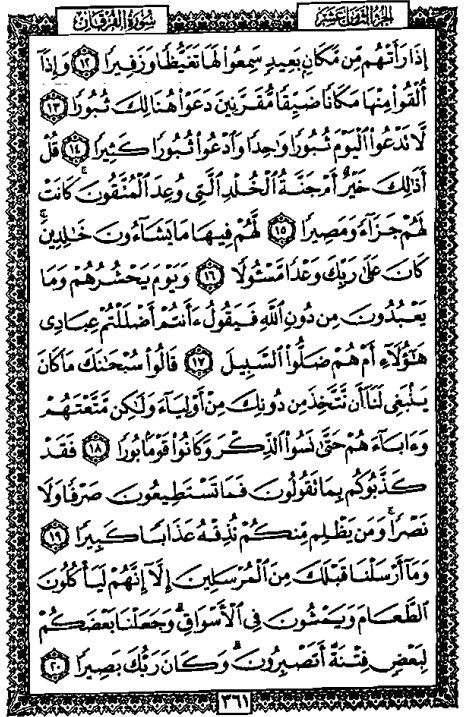 الجزء الثامن عشر
سورة الفرقان
إِذَا رَأَتْهُم مِّن مَّكَانٍ بَعِيدٍ سَمِعُوا۟ لَهَا تَغَيُّظًا وَزَفِيرًا ١٢ وَإِذَآ
أُلْقُوا۟ مِنْهَا مَكَانًا ضَيِّقًا مُّقَرَّنِينَ دَعَوْا۟ هُنَالِكَ ثُبُورًا ١٣
لَّا تَدْعُوا۟ ٱلْيَوْمَ ثُبُورًا وَٰحِدًا وَٱدْعُوا۟ ثُبُورًا كَثِيرًا ١٤ قُلْ
أَذَٰلِكَ خَيْرٌ أَمْ جَنَّةُ ٱلْخُلْدِ ٱلَّتِى وُعِدَ ٱلْمُتَّقُونَ ۚ كَانَتْ
لَهُمْ جَزَآءً وَمَصِيرًا ١٥ لَّهُمْ فِيهَا مَا يَشَآءُونَ خَٰلِدِينَ ۚ
كَانَ عَلَىٰ رَبِّكَ وَعْدًا مَّسْـُٔولًا ١٦ وَيَوْمَ يَحْشُرُهُمْ وَمَا
يَعْبُدُونَ مِن دُونِ ٱللَّهِ فَيَقُولُ ءَأَنتُمْ أَضْلَلْتُمْ عِبَادِى
هَٰٓؤُلَآءِ أَمْ هُمْ ضَلُّوا۟ ٱلسَّبِيلَ ١٧ قَالُوا۟ سُبْحَٰنَكَ مَا كَانَ
يَنۢبَغِى لَنَآ أَن نَّتَّخِذَ مِن دُونِكَ مِنْ أَوْلِيَآءَ وَلَٰكِن مَّتَّعْتَهُمْ
وَءَابَآءَهُمْ حَتَّىٰ نَسُوا۟ ٱلذِّكْرَ وَكَانُوا۟ قَوْمًۢا بُورًا ١٨ فَقَدْ
كَذَّبُوكُم بِمَا تَقُولُونَ فَمَا تَسْتَطِيعُونَ صَرْفًا وَلَا
نَصْرًا ۚ وَمَن يَظْلِم مِّنكُمْ نُذِقْهُ عَذَابًا كَبِيرًا ١٩
وَمَآ أَرْسَلْنَا قَبْلَكَ مِنَ ٱلْمُرْسَلِينَ إِلَّآ إِنَّهُمْ لَيَأْكُلُونَ
ٱلطَّعَامَ وَيَمْشُونَ فِى ٱلْأَسْوَاقِ ۗ وَجَعَلْنَا بَعْضَكُمْ
لِبَعْضٍ فِتْنَةً أَتَصْبِرُونَ ۗ وَكَانَ رَبُّكَ بَصِيرًا ٢٠
٣٦١